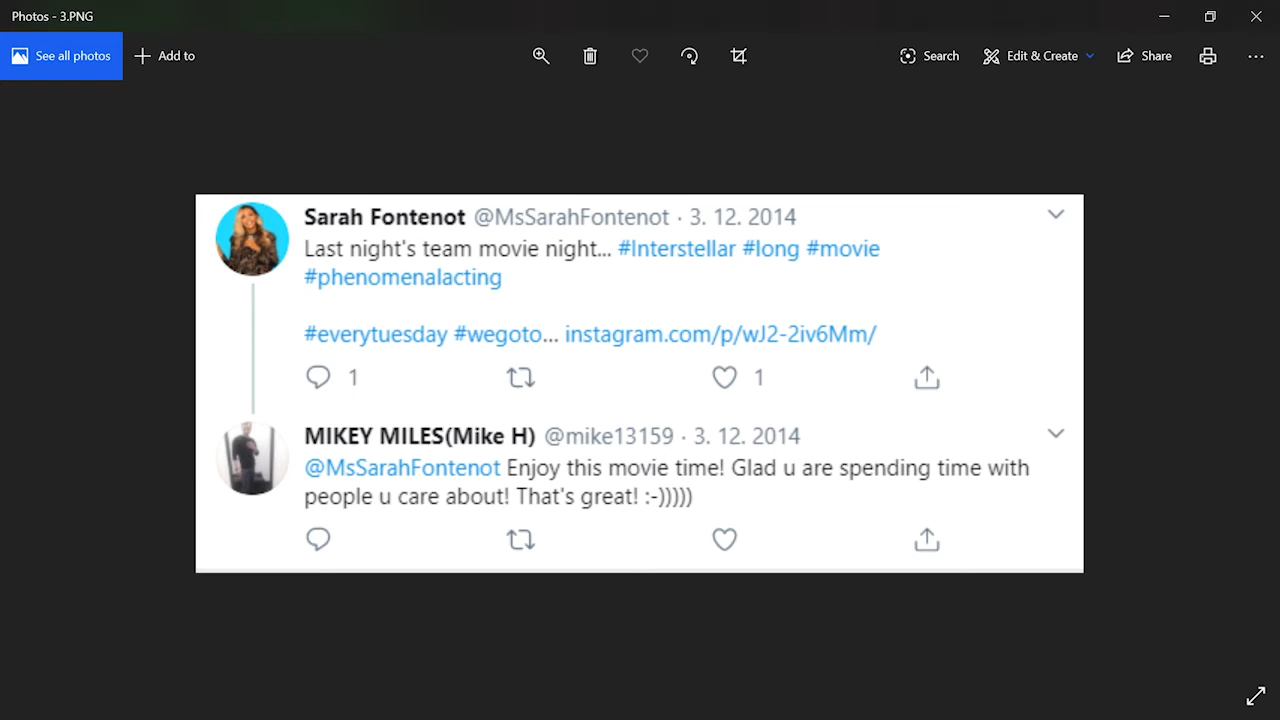 Photos - 3.PNG
See all photos
Add to
Search
Edit & Create
Share
Sarah Fontenot @MsSarahFontenot · 3. 12. 2014
Last night's team movie night... #Interstellar #long #movie
#phenomenalacting
#everytuesday #wegoto... instagram.com/p/wJ2-2iv6Mm/
1
1
MIKEY MILES(Mike H) @mike13159 · 3. 12. 2014
@MsSarahFontenot Enjoy this movie time! Glad u are spending time with
people u care about! That's great! :-)))))